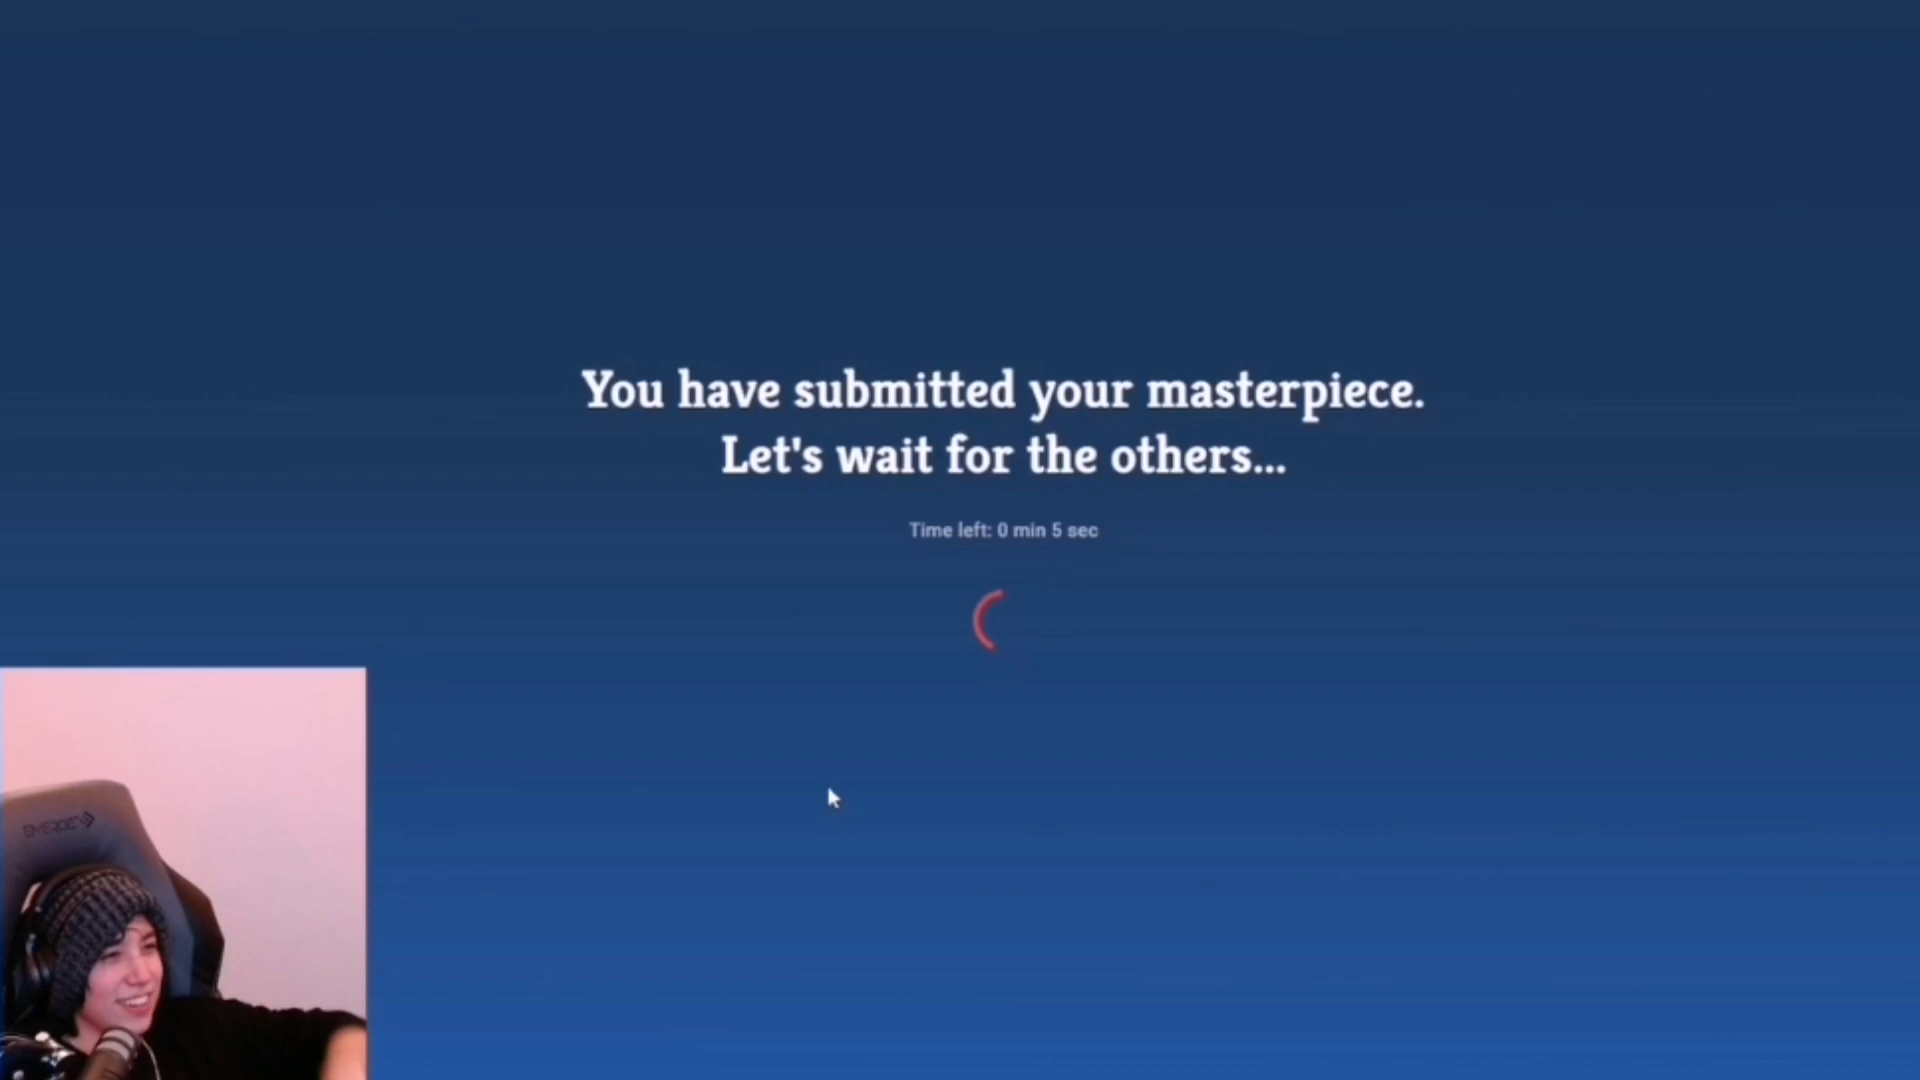 You have submitted your masterpiece.
Let's wait for the others...
Time left: 0 min 5 sec